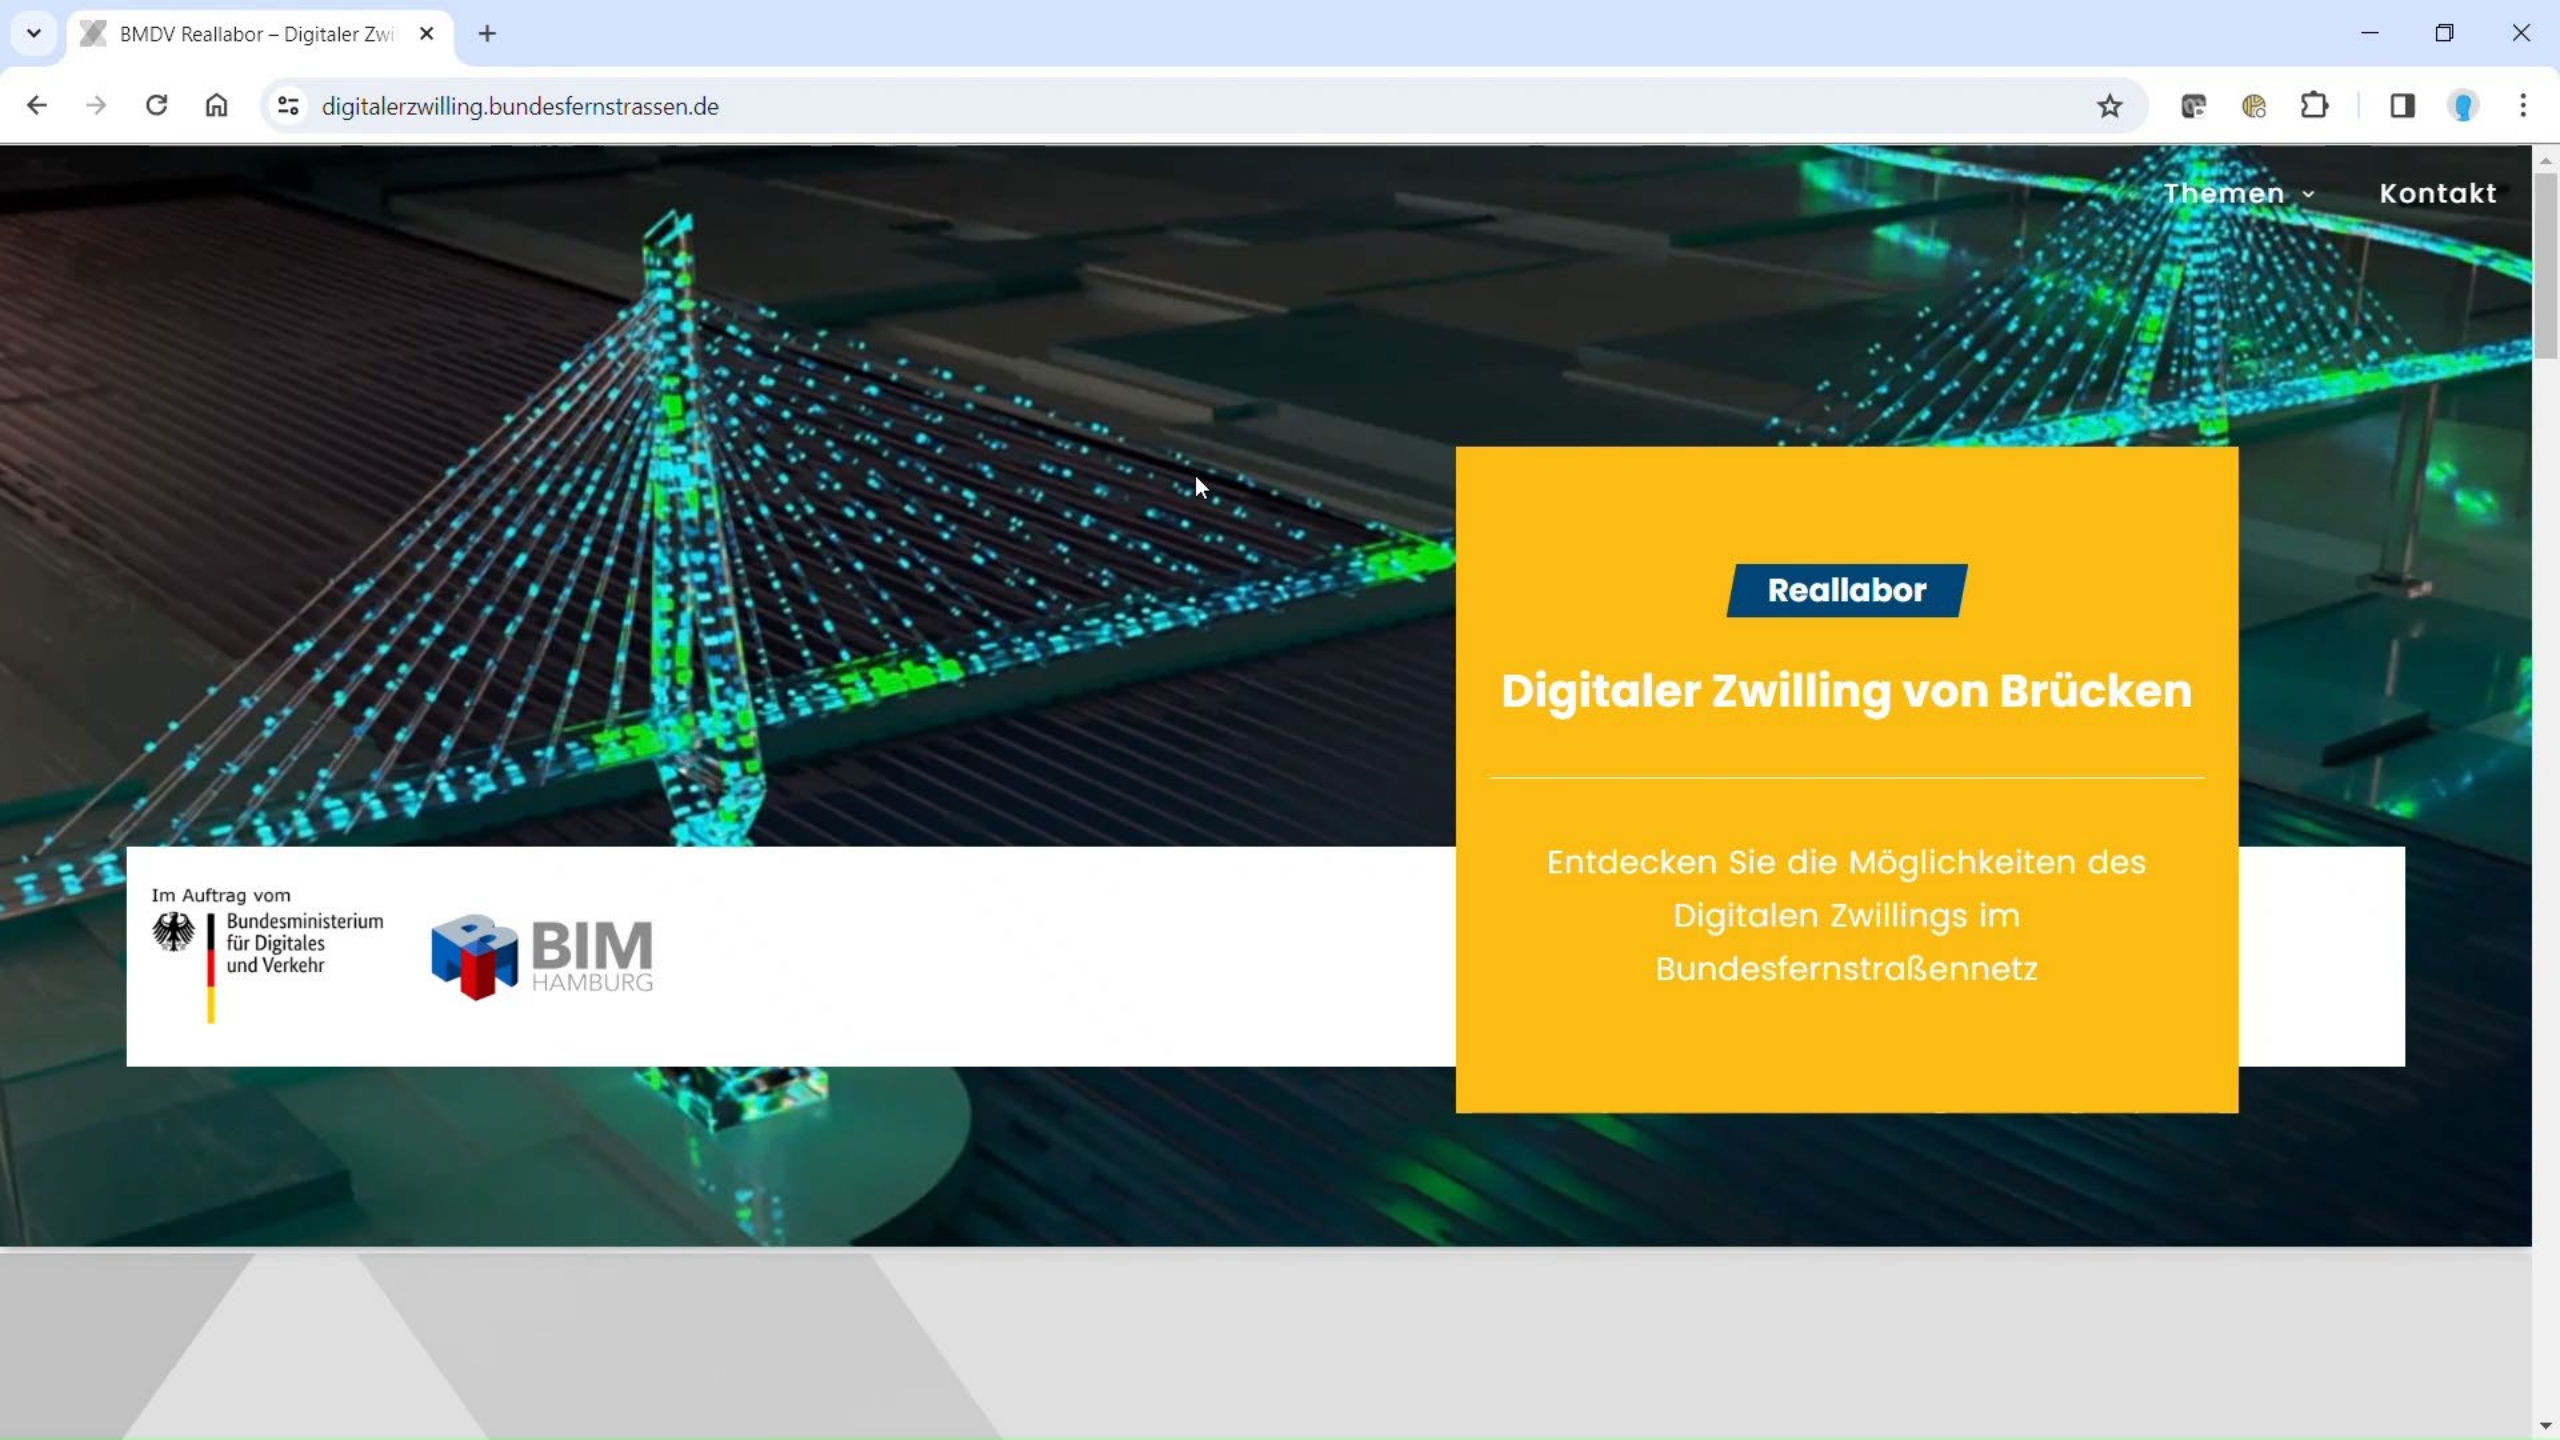 BMDV Reallabor – Digitaler Zwi
digitalerzwilling.bundesfernstrassen.de
Themen
Kontakt
Reallabor
Digitaler Zwilling von Brücken
Entdecken Sie die Möglichkeiten des
Digitalen Zwillings im
Bundesfernstraßennetz
Im Auftrag vom
Bundesministerium
für Digitales
und Verkehr
BIM
HAMBURG